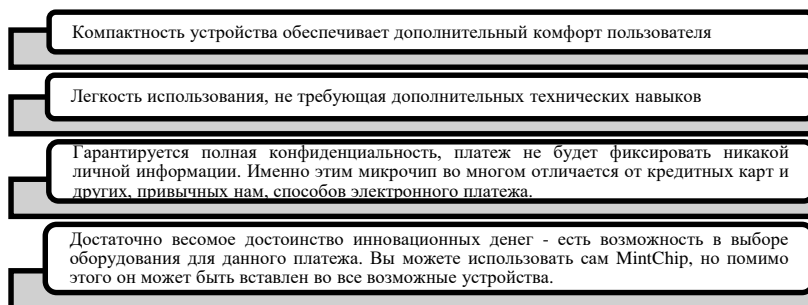 Компактность устройства обеспечивает дополнительный комфорт пользователя
Легкость использования, не требующая дополнительных технических навыков
Гарантируется полная конфиденциальность, платеж не будет фиксировать никакой
личной информации. Именно этим микрочип во многом отличается от кредитных карт и
других, привычных нам, способов электронного платежа.
Достаточно весомое достоинство инновационных денег - есть возможность в выборе
оборудования для данного платежа. Вы можете использовать сам MintChip, но помимо
этого он может быть вставлен во все возможные устройства.